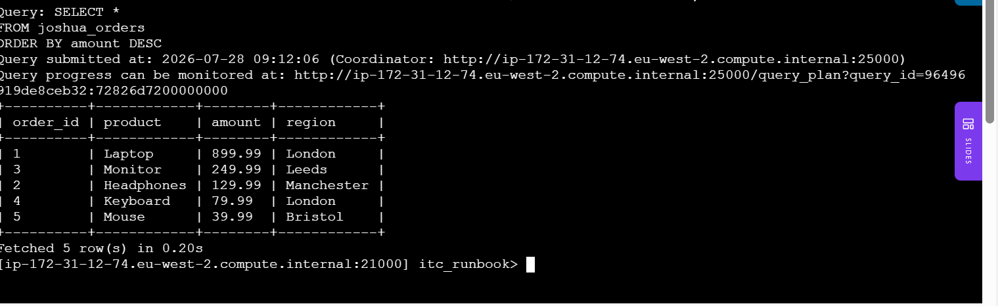 Query: SELECT *
FROM joshua_orders
ORDER BY amount DESC
Query submitted at: 2026-07-28 09:12:06 (Coordinator: http://ip-172-31-12-74.eu-west-2.compute.internal:25000)
Query progress can be monitored at: http://ip-172-31-12-74.eu-west-2.compute.internal:25000/query_plan?query_id=96496
919de8ceb32:72826d7200000000
+----------+------------+--------+------------+
| order_id | product    | amount | region     |
+----------+------------+--------+------------+
| 1        | Laptop     | 899.99 | London     |
| 3        | Monitor    | 249.99 | Leeds      |
| 2        | Headphones | 129.99 | Manchester |
| 4        | Keyboard   | 79.99  | London     |
| 5        | Mouse      | 39.99  | Bristol    |
+----------+------------+--------+------------+
Fetched 5 row(s) in 0.20s
[ip-172-31-12-74.eu-west-2.compute.internal:21000] itc_runbook>
SLIDES